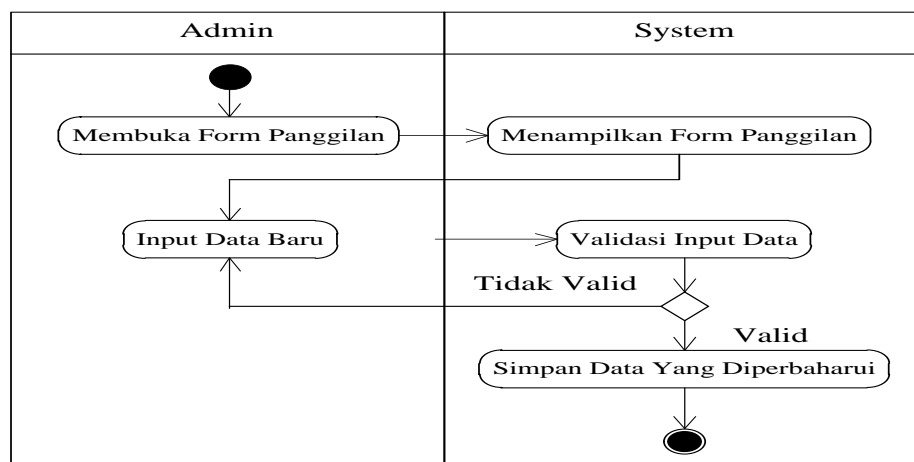 Admin
System
Membuka Form Panggilan
Menampilkan Form Panggilan
Input Data Baru
Validasi Input Data
Tidak Valid
Valid
Simpan Data Yang Diperbaharui